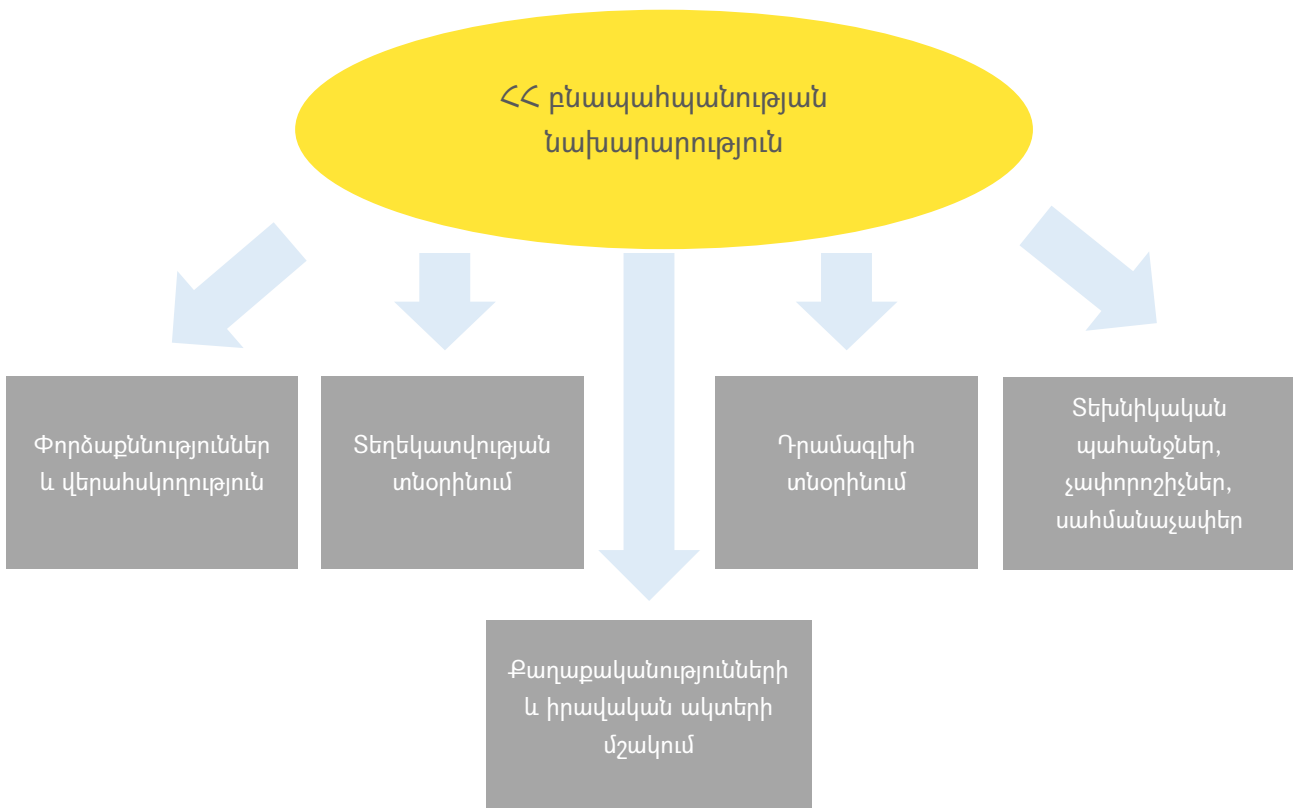 ՀՀ բնապահպանության
նախարարություն
Փորձաքննություններ
և վերահսկողություն
Տեղեկատվության
տնօրինում
Դրամագլխի
տնօրինում
Տեխնիկական
պահանջներ,
չափորոշիչներ,
սահմանաչափեր
Քաղաքականությունների
և իրավական ակտերի
մշակում